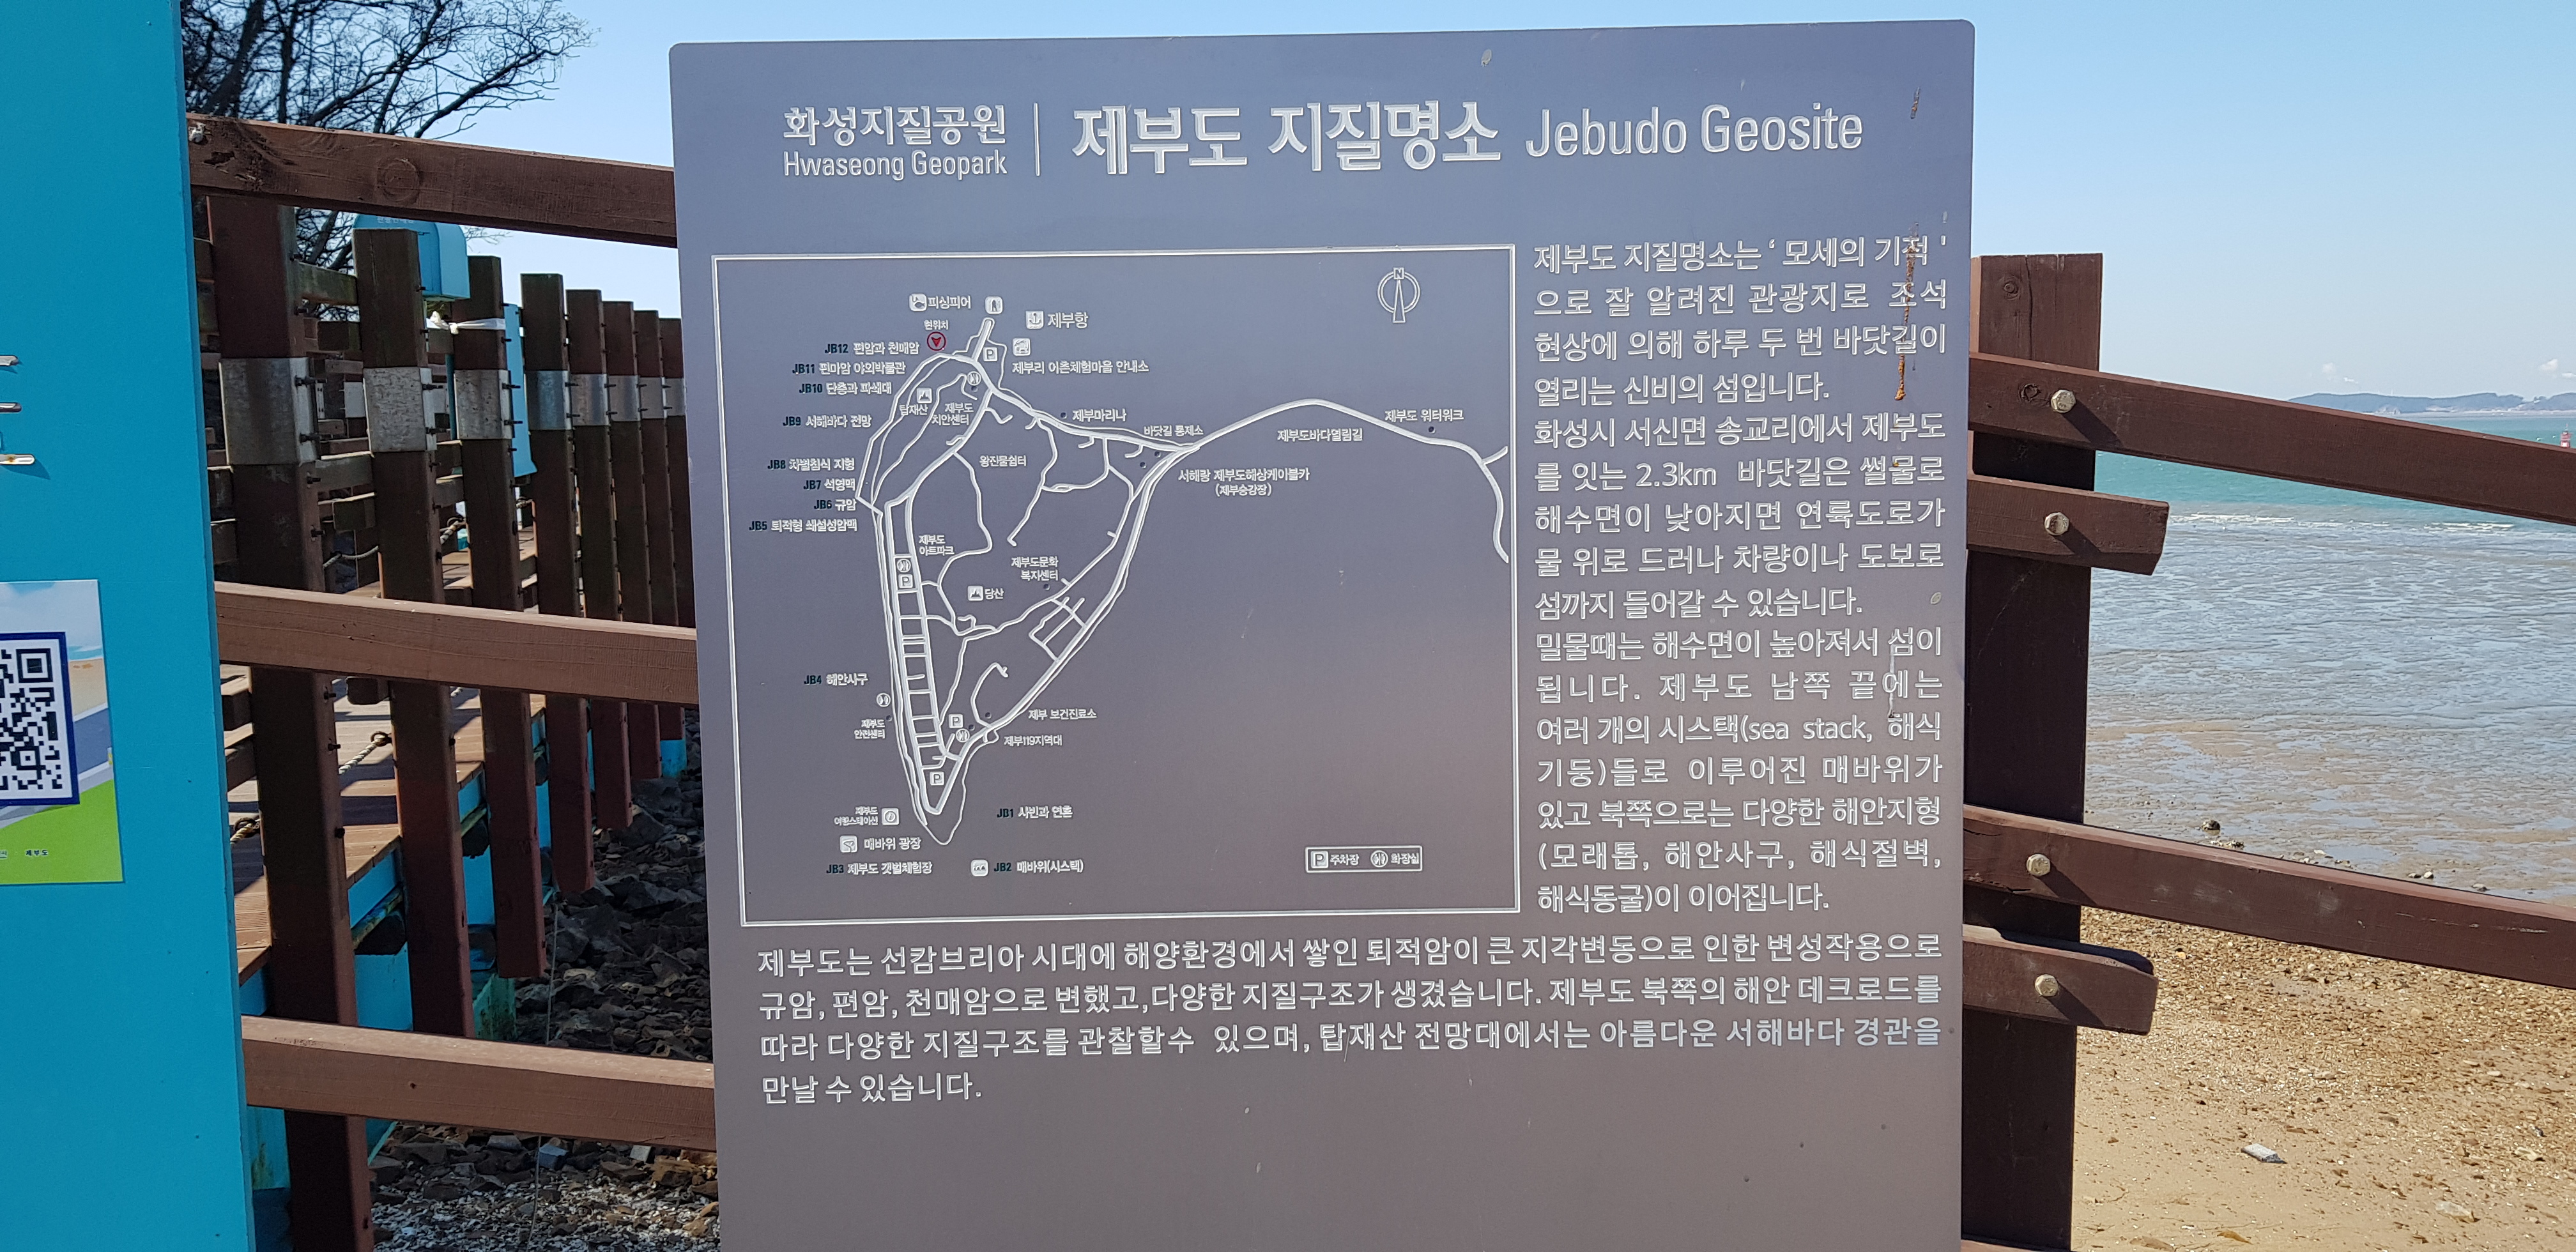 화성지질공원
Hwaseong Geopark
제부도 지질명소 Jebudo Geosite
피싱피어
제부항
현위치
JB12 편암과 천매암
JB11 편마암 야외박물관
제부리 어촌체험마을 안내소
JB10 단층과 파쇄대
탑재산
제부도
치안센터
JB9 서해바다 전망
제부마리나
바닷길 통제소
제부도바다열림길
제부도 워터워크
JB8 차별침식 지형
왕진물쉼터
JB7 석영맥
서해랑 제부도해상케이블카
(제부승강장)
JB6 규암
JB5 퇴적형 쇄설성암맥
제부도
아트파크
제부도문화
복지센터
당산
JB4 해안사구
제부도
안전센터
제부 보건진료소
제부119지역대
제부도
JB1 사빈과 연흔
매바위 광장
JB3 제부도 갯벌체험장
JB2 매바위(시스택)
P 주차장
화장실
N
제부도 지질명소는 ‘ 모세의 기적 ’
으로 잘 알려진 관광지로 조석
현상에 의해 하루 두 번 바닷길이
열리는 신비의 섬입니다.
화성시 서신면 송교리에서 제부도
를 잇는 2.3km 바닷길은 썰물로
해수면이 낮아지면 연륙도로가
물 위로 드러나 차량이나 도보로
섬까지 들어갈 수 있습니다.
밀물때는 해수면이 높아져서 섬이
됩니다. 제부도 남쪽 끝에는
여러 개의 시스택(sea stack, 해식
기둥)들로 이루어진 매바위가
있고 북쪽으로는 다양한 해안지형
(모래톱, 해안사구, 해식절벽,
해식동굴)이 이어집니다.
제부도는 선캄브리아 시대에 해양환경에서 쌓인 퇴적암이 큰 지각변동으로 인한 변성작용으로
규암, 편암, 천매암으로 변했고,다양한 지질구조가 생겼습니다. 제부도 북쪽의 해안 데크로드를
따라 다양한 지질구조를 관찰할수 있으며, 탑재산 전망대에서는 아름다운 서해바다 경관을
만날 수 있습니다.
제부도